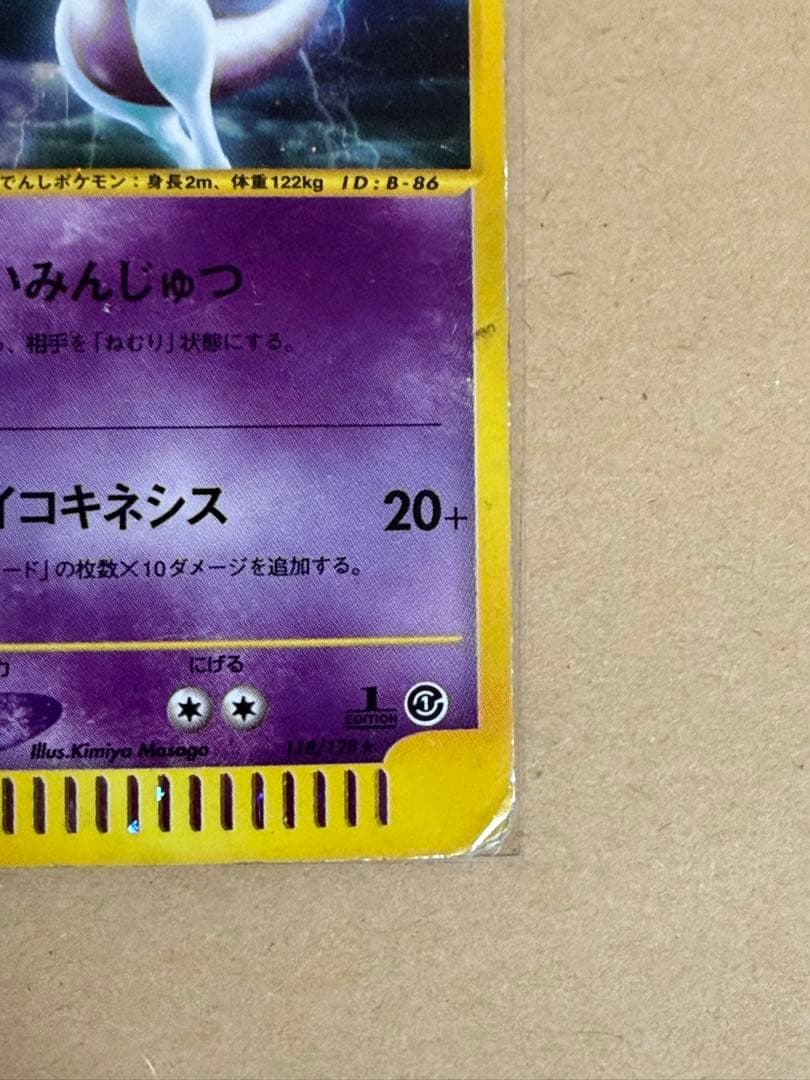 でんしポケモン：身長2m、体重122kg ID：B-86
いみんじゅつ
、相手を「ねむり」状態にする。
イコキネシス 20+
ード」の枚数×10ダメージを追加する。
力 にげる
1
EDITION
Illus.Kimiya Masago 118/128 ★